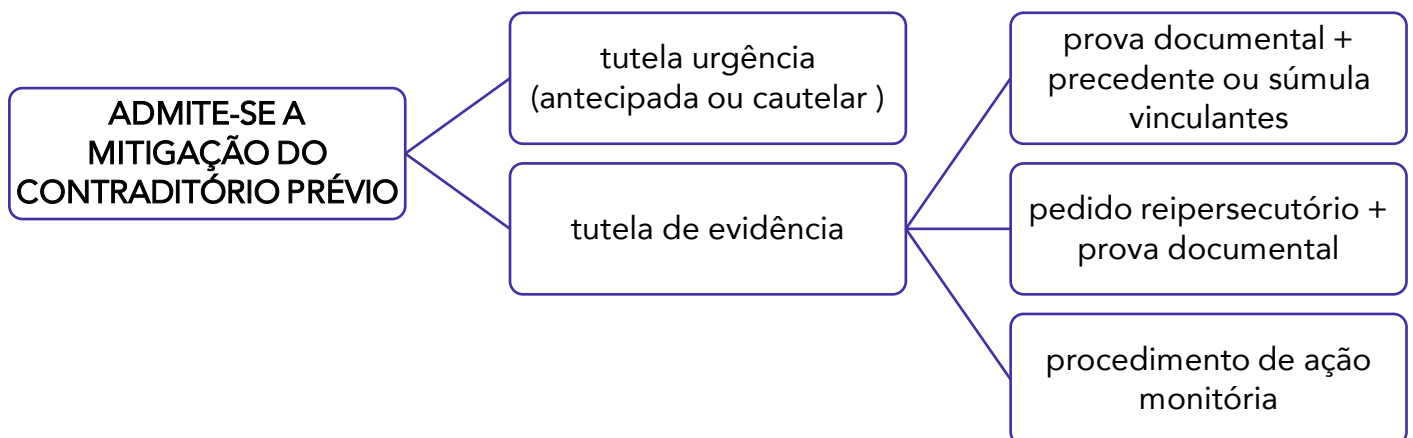 ADMITE-SE A
MITIGAÇÃO DO
CONTRADITÓRIO PRÉVIO
tutela urgência
(antecipada ou cautelar )
tutela de evidência
prova documental +
precedente ou súmula
vinculantes
pedido reipersecutório +
prova documental
procedimento de ação
monitória